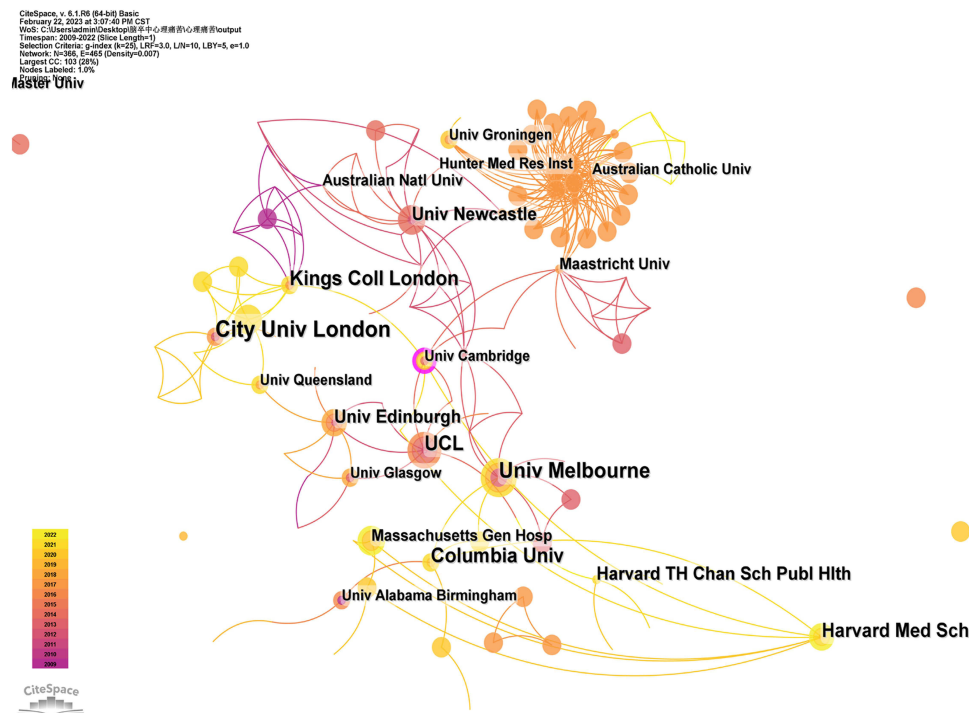 CiteSpace, v. 6.1.R6 (64-bit) Basic
February 22, 2023 at 3:07:40 PM CST
WoS: C:\Users\admin\Desktop\脑卒中心理痛苦\心理痛苦\output
Timespan: 2009-2022 (Slice Length=1)
Selection Criteria: g-index (k=25), LRF=3.0, L/N=10, LBY=5, e=1.0
Network: N=366, E=465 (Density=0.007)
Largest CC: 103 (28%)
Nodes Labeled: 1.0%
Pruning: None
Master Univ
Univ Groningen
Hunter Med Res Inst
Australian Catholic Univ
Australian Natl Univ
Univ Newcastle
Maastricht Univ
Kings Coll London
City Univ London
Univ Cambridge
Univ Queensland
Univ Edinburgh
UCL
Univ Glasgow
Univ Melbourne
Massachusetts Gen Hosp
Columbia Univ
Harvard TH Chan Sch Publ Hlth
Univ Alabama Birmingham
Harvard Med Sch
2022
2021
2020
2019
2018
2017
2016
2015
2014
2013
2012
2011
2010
2009
CiteSpace